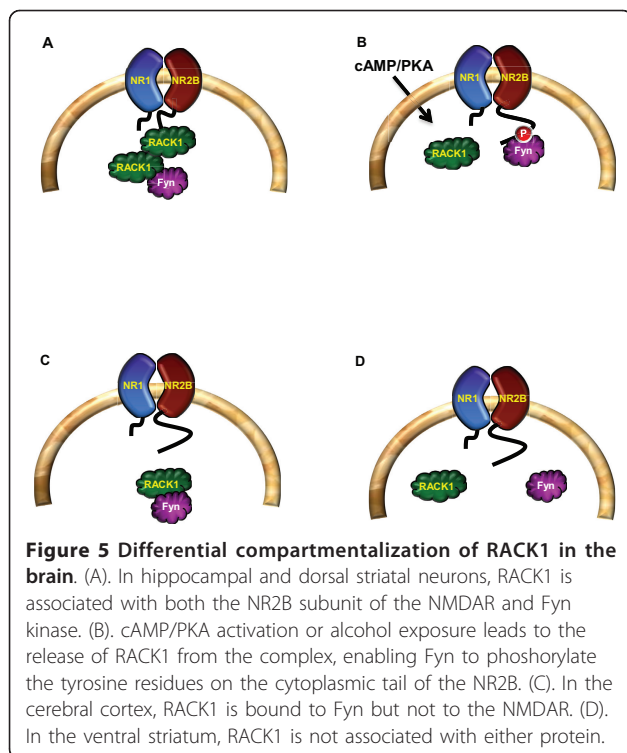 A
B
cAMP/PKA
NR1 NR2B
NR1 NR2B
RACK1
RACK1
Fyn
RACK1
P
Fyn
C
D
NR1 NR2B
NR1 NR2B
RACK1
Fyn
RACK1
Fyn
Figure 5 Differential compartmentalization of RACK1 in the
brain. (A). In hippocampal and dorsal striatal neurons, RACK1 is
associated with both the NR2B subunit of the NMDAR and Fyn
kinase. (B). cAMP/PKA activation or alcohol exposure leads to the
release of RACK1 from the complex, enabling Fyn to phoshorylate
the tyrosine residues on the cytoplasmic tail of the NR2B. (C). In the
cerebral cortex, RACK1 is bound to Fyn but not to the NMDAR. (D).
In the ventral striatum, RACK1 is not associated with either protein.